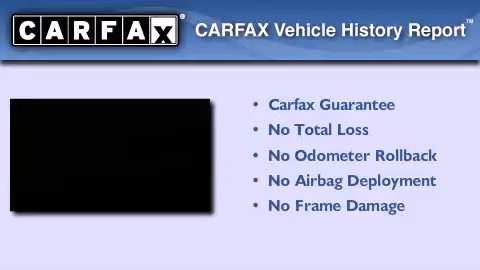 CARFAX® CARFAX Vehicle History Report™
• Carfax Guarantee
• No Total Loss
• No Odometer Rollback
• No Airbag Deployment
• No Frame Damage